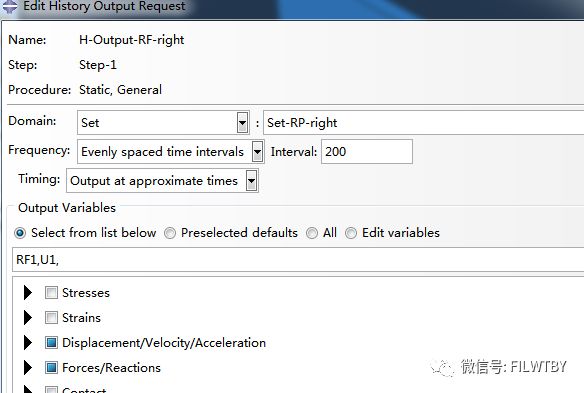 Edit History Output Request
Name: H-Output-RF-right
Step: Step-1
Procedure: Static, General
Domain: Set : Set-RP-right
Frequency: Evenly spaced time intervals Interval: 200
Timing: Output at approximate times
Output Variables
Select from list below Preselected defaults All Edit variables
RF1,U1,
Stresses
Strains
Displacement/Velocity/Acceleration
Forces/Reactions
微信号: FILWTBY
Contact